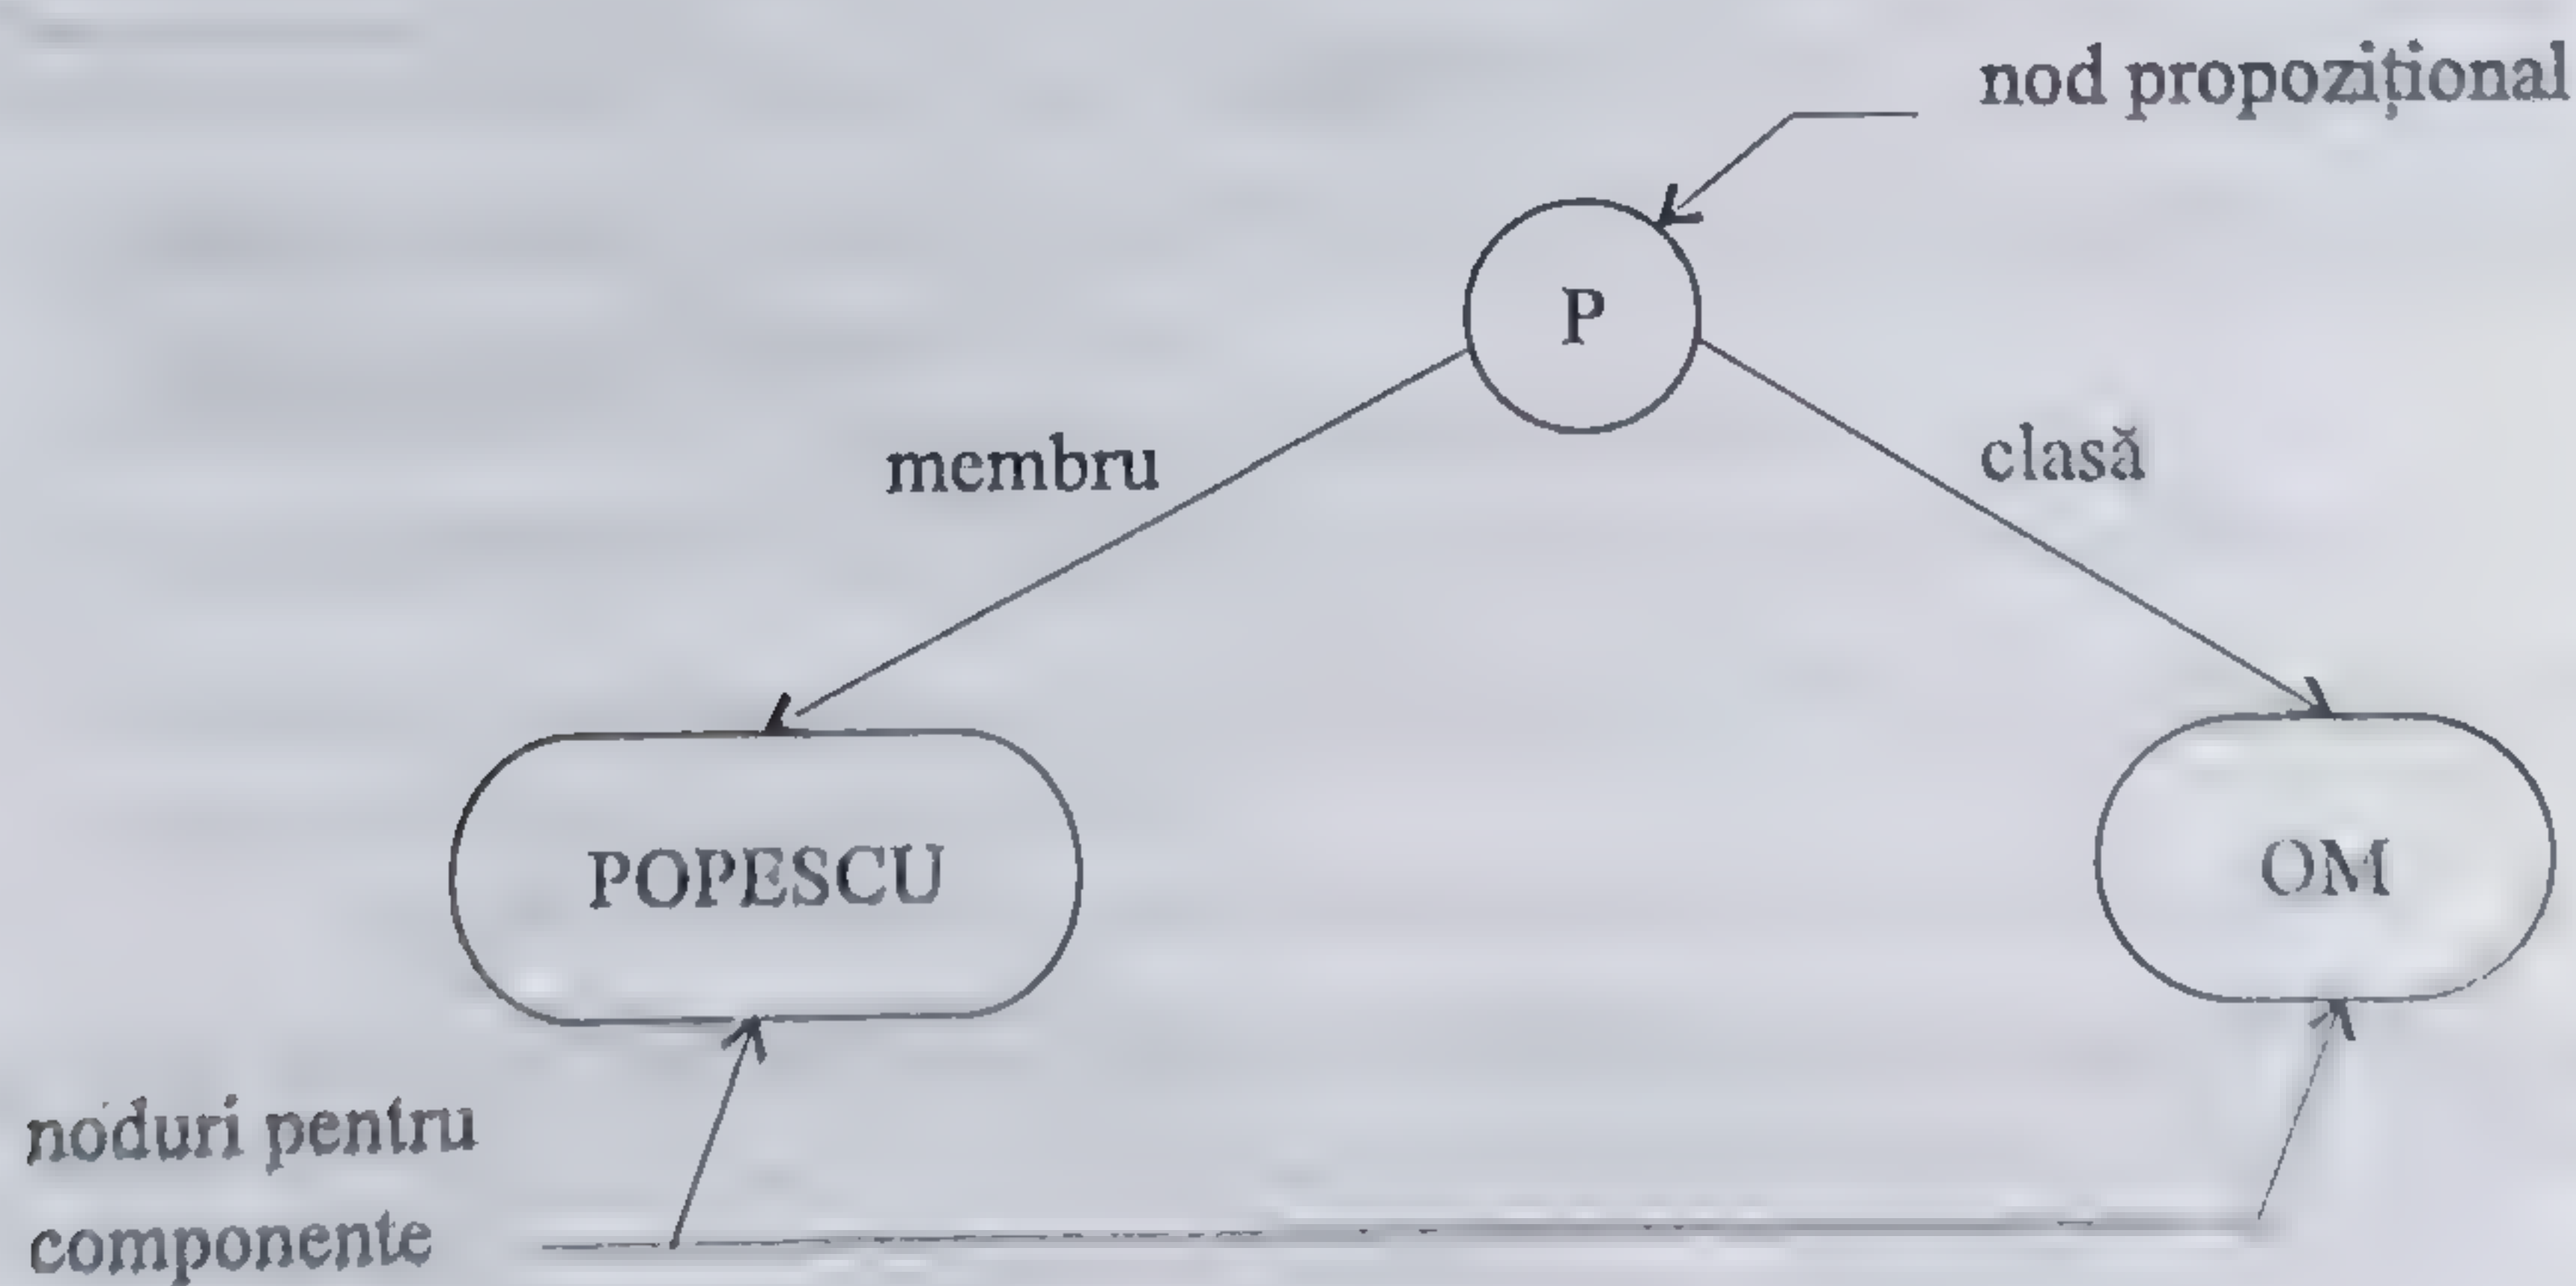 nod propozițional
P
membru
clasă
POPESCU
OM
noduri pentru
componente